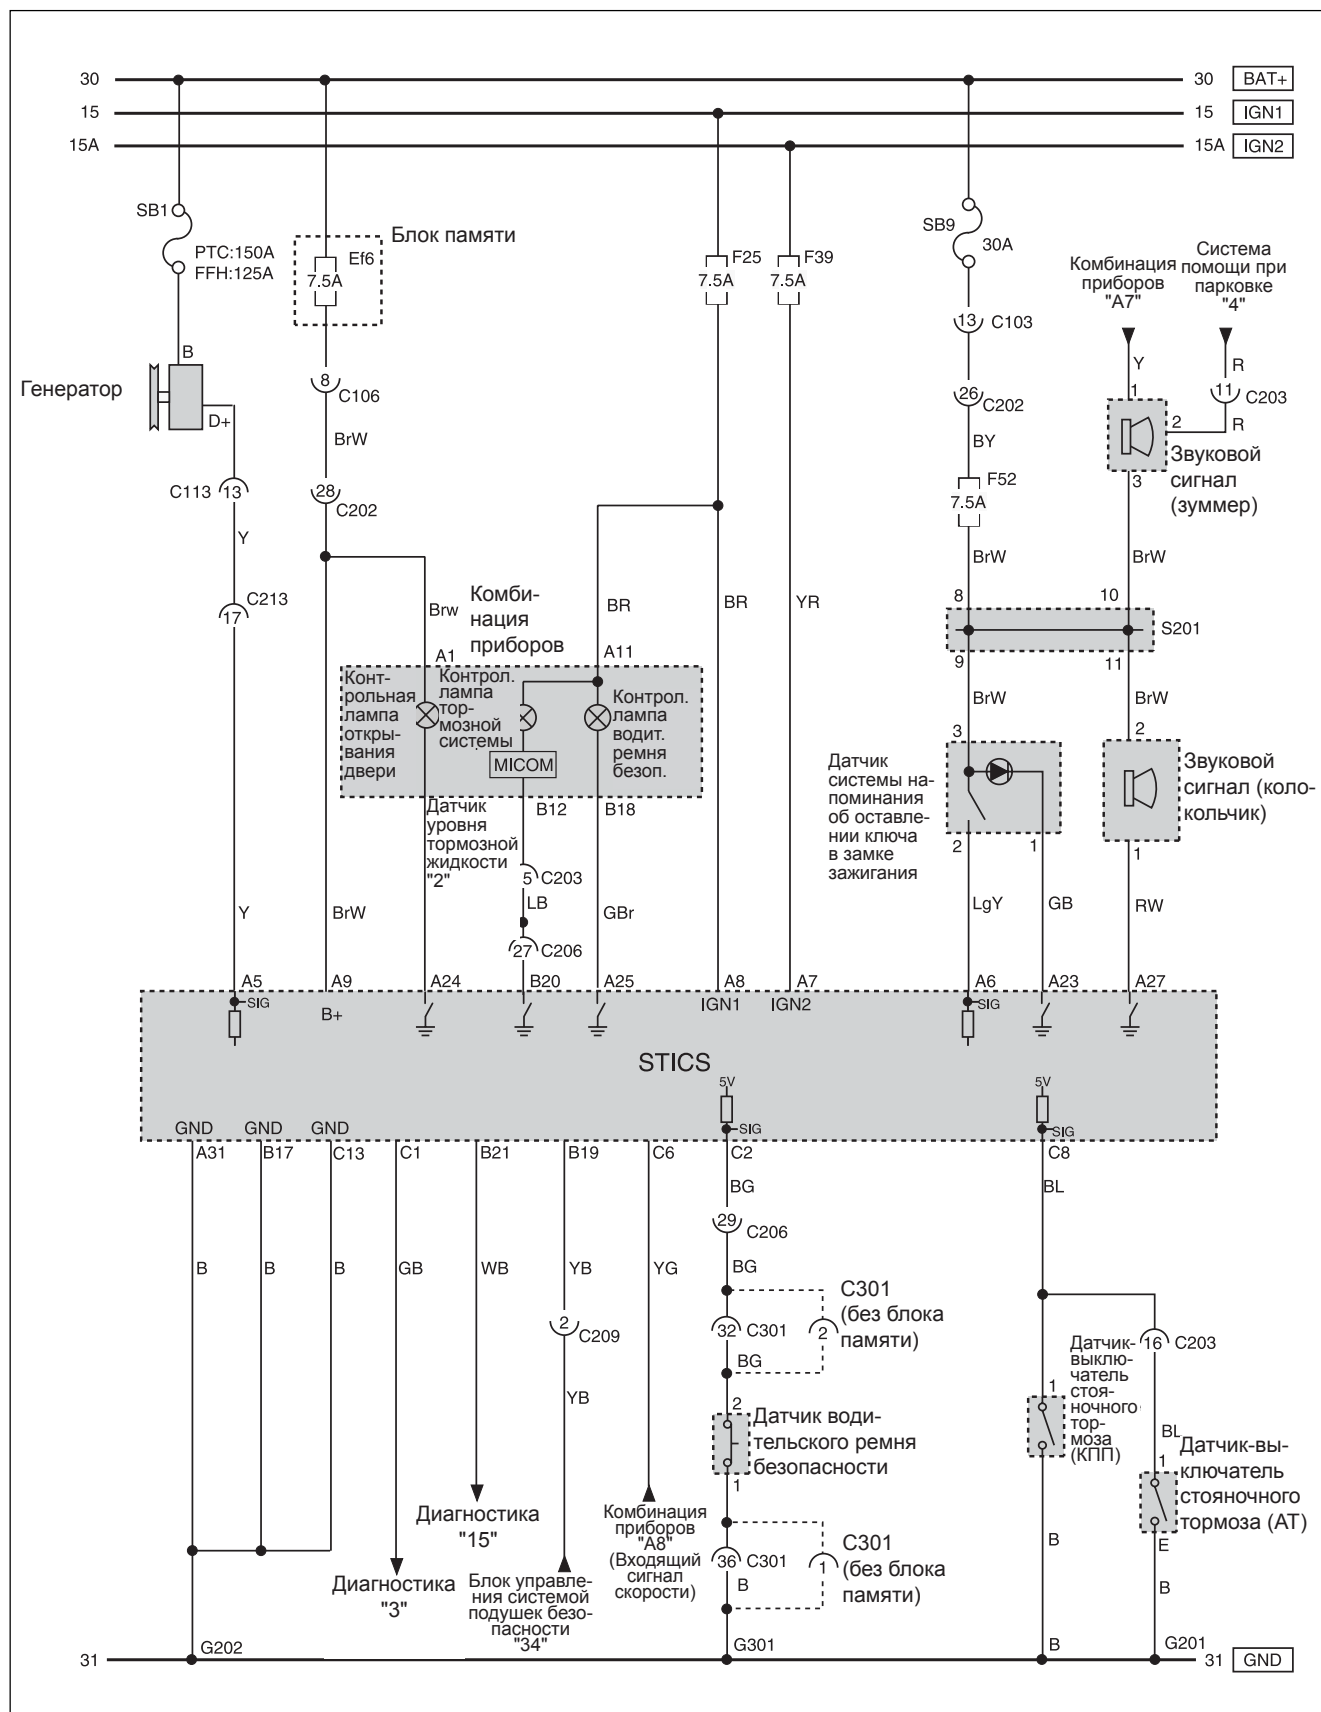 30
30
BAT+
15
15
IGN1
15A
15A
IGN2
SB1
PTC:150A
FFH:125A
Блок памяти
Ef6
7.5A
F25
7.5A
F39
7.5A
SB9
30A
Комбинация
приборов
"A7"
Система
помощи при
парковке
"4"
13
C103
B
Генератор
D+
8
C106
BrW
26
C202
BY
Y
R
1
11
C203
2
R
Звуковой
сигнал
(зуммер)
3
C113
13
Y
28
C202
F52
7.5A
BrW
BrW
C213
17
Brw
Комби-
нация
приборов
BR
BR
YR
8
10
S201
9
11
A1
A11
Конт-
рольная
лампа
откры-
вания
двери
Контрол.
лампа
тор-
мозной
системы
MICOM
Контрол.
лампа
водит.
ремня
безоп.
BrW
BrW
3
2
Датчик
системы на-
поминания
об оставле-
нии ключа
в замке
зажигания
Звуковой
сигнал (коло-
кольчик)
2
1
1
Датчик
уровня
тормозной
жидкости
"2"
B12
B18
5
C203
LB
27
C206
Y
BrW
GBr
LgY
GB
RW
A5
A9
A24
B20
A25
A8
A7
A6
A23
A27
SIG
B+
IGN1
IGN2
SIG
STICS
5V
5V
SIG
SIG
GND
GND
GND
A31
B17
C13
C1
B21
B19
C6
C2
C8
BG
BL
29
C206
B
B
B
GB
WB
YB
YG
BG
C301
(без блока
памяти)
32
C301
2
2
C209
BG
YB
Датчик-
выклю-
чатель
стоя-
ночного
тор-
моза
(КПП)
16
C203
1
2
Датчик води-
тельского ремня
безопасности
1
BL
1
Датчик-вы-
ключатель
стояночного
тормоза (AT)
E
Диагностика
"15"
Комбинация
приборов
"A8"
(Входящий
сигнал
скорости)
36
C301
1
C301
(без блока
памяти)
B
B
B
Диагностика
"3"
Блок управле-
ния системой
подушек безо-
пасности
"34"
31
G202
G301
B
G201
31
GND